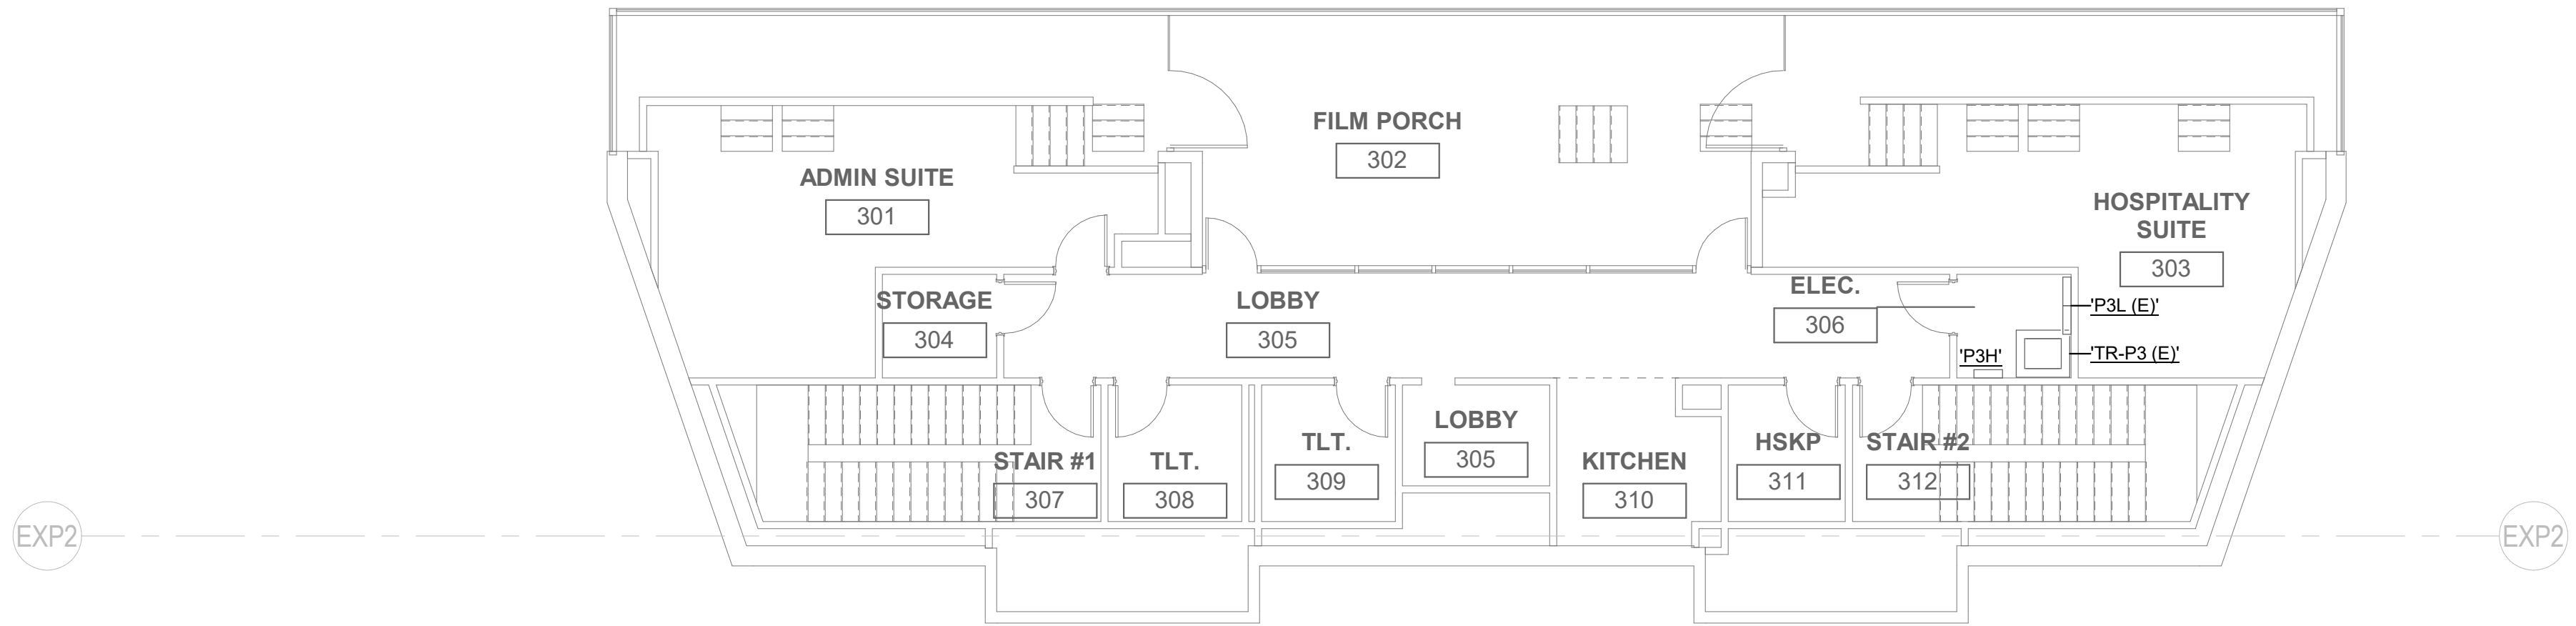 FILM PORCH
302
ADMIN SUITE
301
HOSPITALITY
SUITE
303
STORAGE
304
LOBBY
305
ELEC.
306
'P3L (E)'
'P3H'
'TR-P3 (E)'
STAIR #1
307
TLT.
308
TLT.
309
LOBBY
305
KITCHEN
310
HSKP
311
STAIR #2
312
EXP2
EXP2